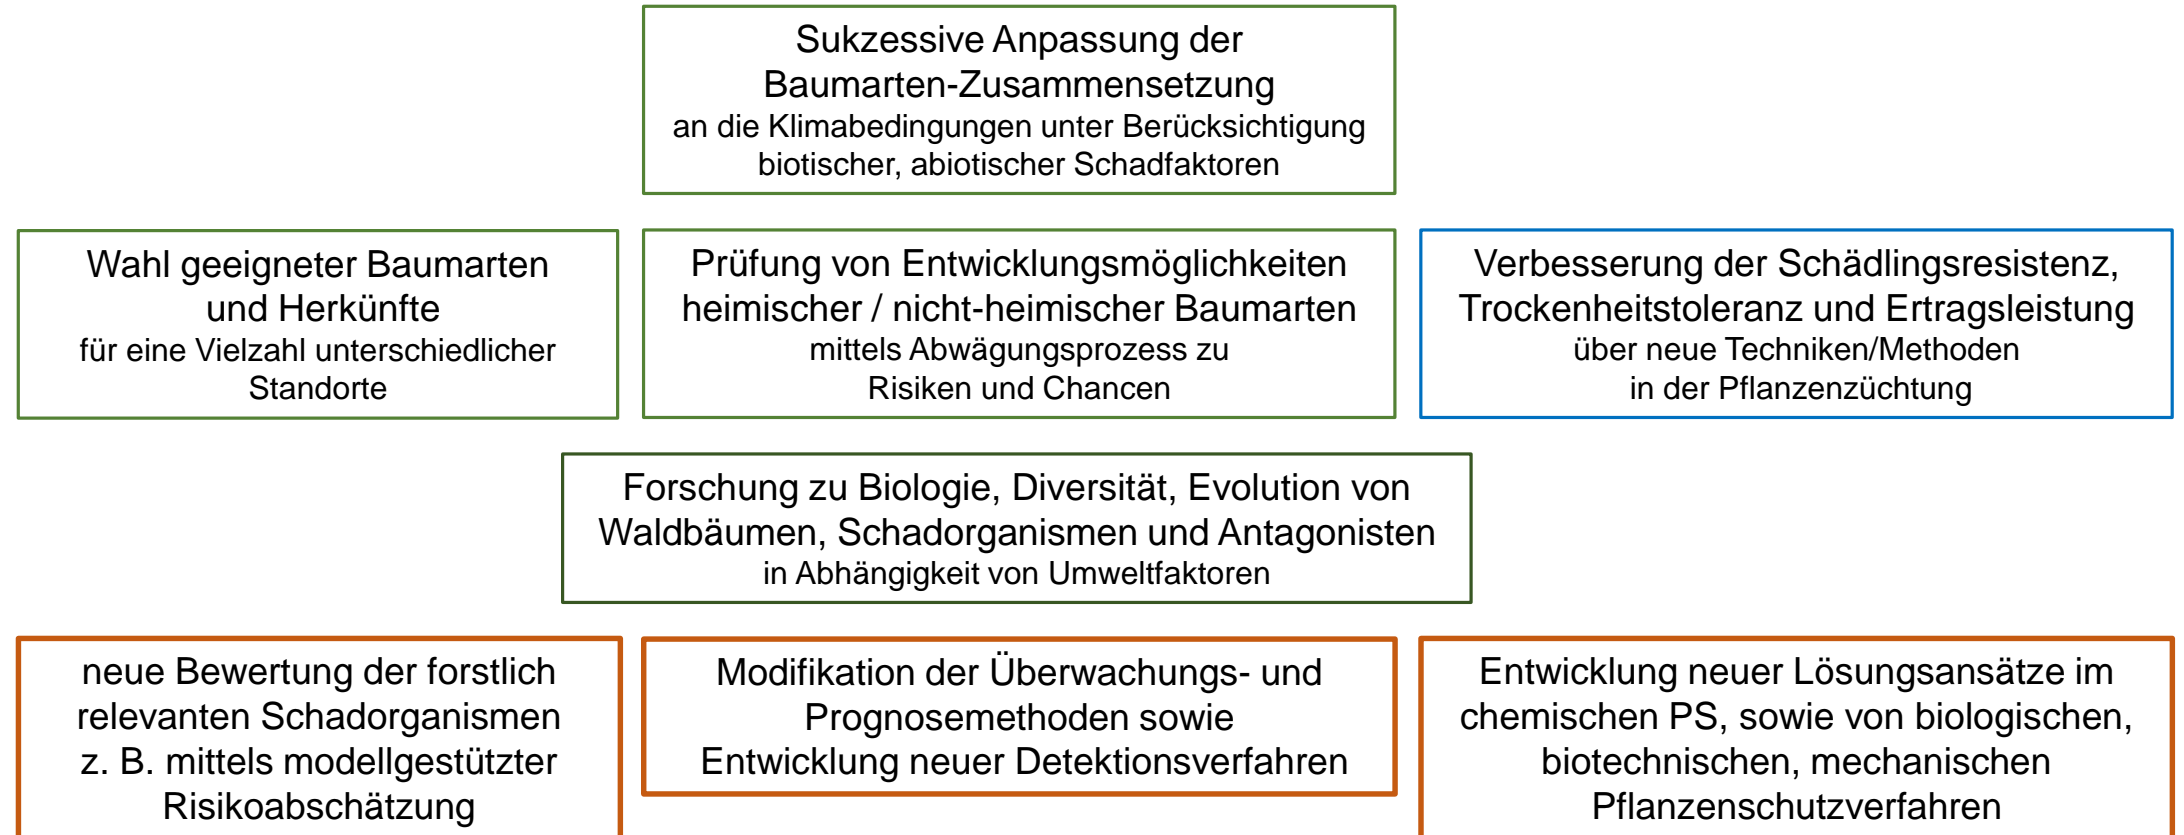 Sukzessive Anpassung der
Baumarten-Zusammensetzung
an die Klimabedingungen unter Berücksichtigung
biotischer, abiotischer Schadfaktoren
Wahl geeigneter Baumarten
und Herkünfte
für eine Vielzahl unterschiedlicher
Standorte
Prüfung von Entwicklungsmöglichkeiten
heimischer / nicht-heimischer Baumarten
mittels Abwägungsprozess zu
Risiken und Chancen
Verbesserung der Schädlingsresistenz,
Trockenheitstoleranz und Ertragsleistung
über neue Techniken/Methoden
in der Pflanzenzüchtung
Forschung zu Biologie, Diversität, Evolution von
Waldbäumen, Schadorganismen und Antagonisten
in Abhängigkeit von Umweltfaktoren
neue Bewertung der forstlich
relevanten Schadorganismen
z. B. mittels modellgestützter
Risikoabschätzung
Modifikation der Überwachungs- und
Prognosemethoden sowie
Entwicklung neuer Detektionsverfahren
Entwicklung neuer Lösungsansätze im
chemischen PS, sowie von biologischen,
biotechnischen, mechanischen
Pflanzenschutzverfahren